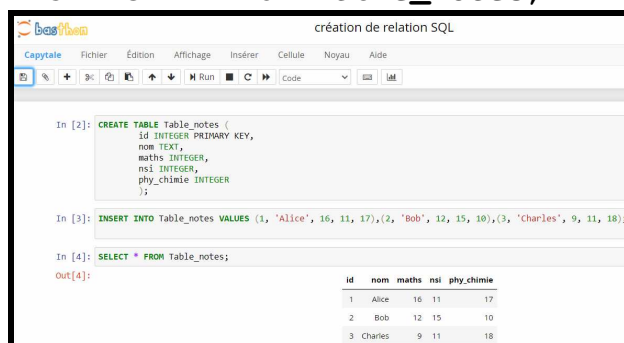 basthon
création de relation SQL
Capytale Fichier Édition Affichage Insérer Cellule Noyau Aide
Run Code
In [2]: CREATE TABLE Table_notes (
id INTEGER PRIMARY KEY,
nom TEXT,
maths INTEGER,
nsi INTEGER,
phy_chimie INTEGER
);
In [3]: INSERT INTO Table_notes VALUES (1, 'Alice', 16, 11, 17),(2, 'Bob', 12, 15, 10),(3, 'Charles', 9, 11, 18);
In [4]: SELECT * FROM Table_notes;
Out[4]:
id nom maths nsi phy_chimie
1 Alice 16 11 17
2 Bob 12 15 10
3 Charles 9 11 18